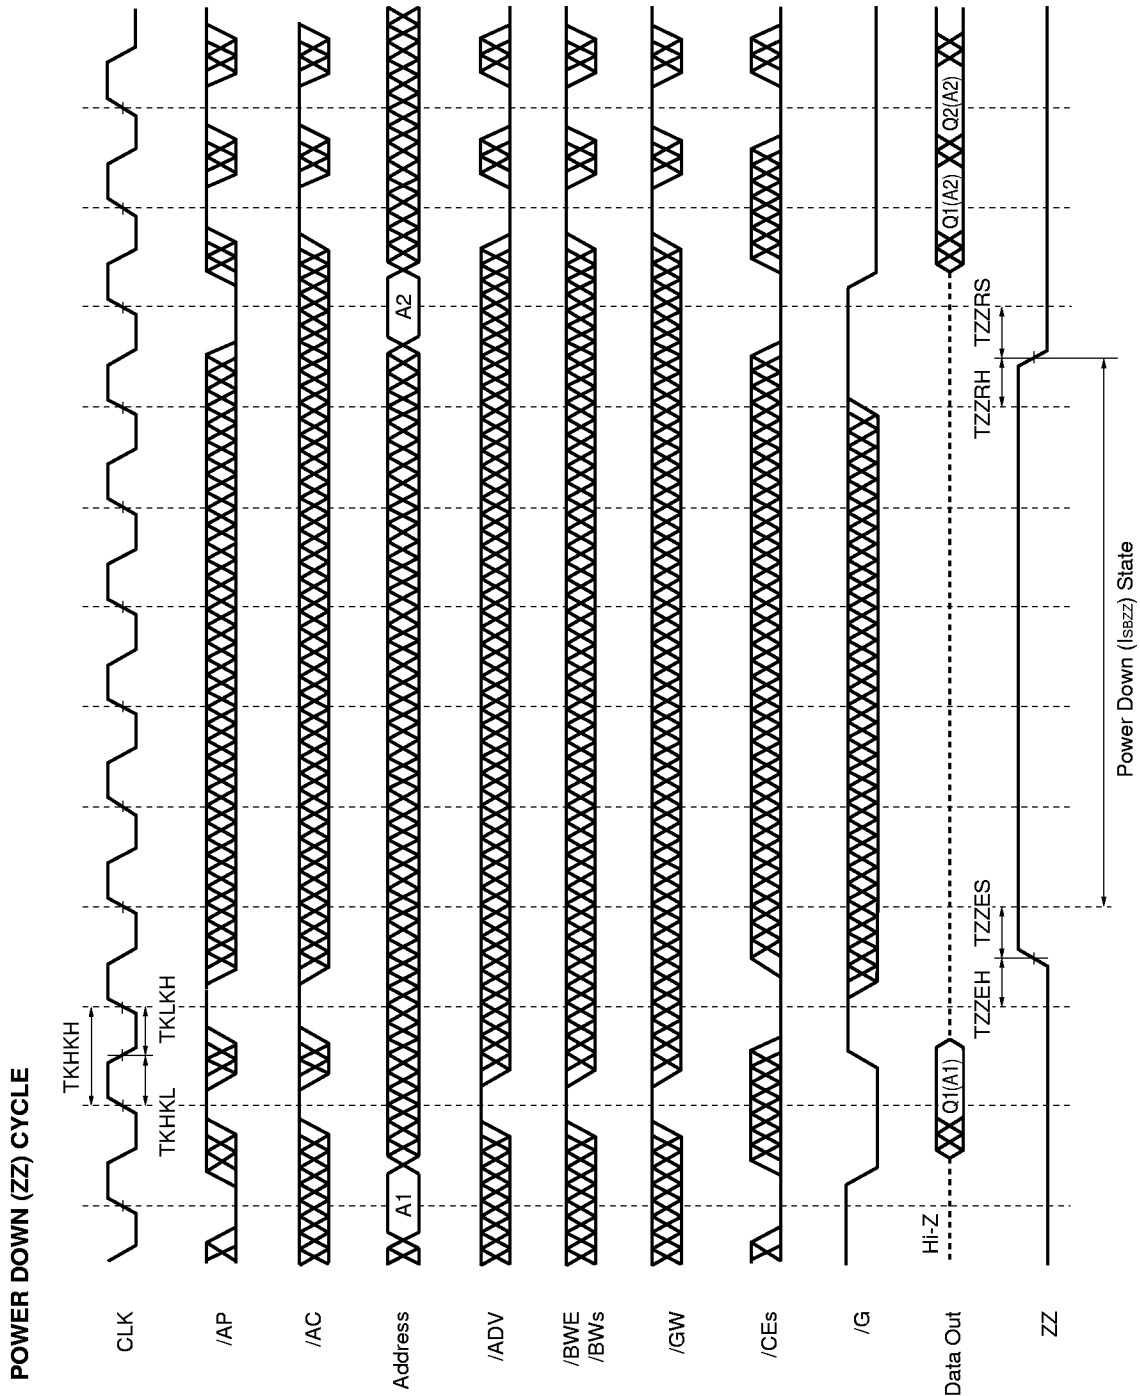 POWER DOWN (ZZ) CYCLE
TKHKH
TKHKL
TKLKH
CLK
/AP
/AC
Address
A1
A2
/ADV
/BWE
/BWs
/GW
/CEs
/G
Data Out
Hi-Z
Q1(A1)
Q1(A2)
Q2(A2)
TZZEH
TZZES
TZZRH
TZZRS
ZZ
Power Down (ISBZZ) State